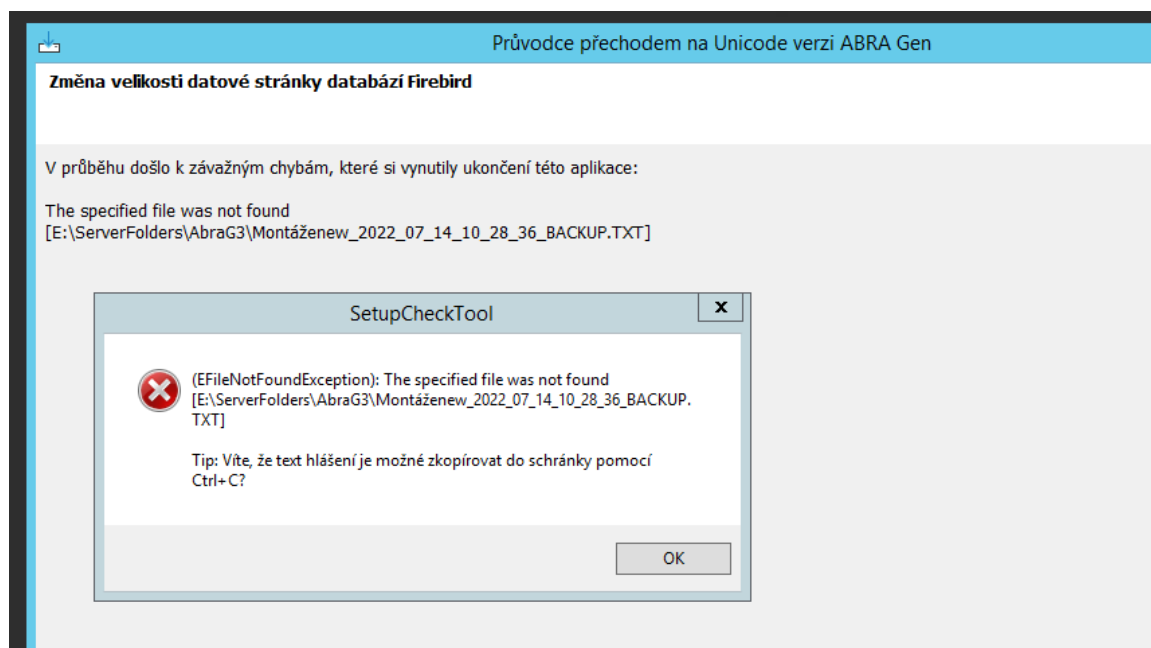 Průvodce přechodem na Unicode verzi ABRA Gen
Změna velikosti datové stránky databází Firebird
V průběhu došlo k závažným chybám, které si vynutily ukončení této aplikace:
The specified file was not found
[E:\ServerFolders\AbraG3\Montáženew_2022_07_14_10_28_36_BACKUP.TXT]
SetupCheckTool
x
(EFileNotFoundException): The specified file was not found
[E:\ServerFolders\AbraG3\Montáženew_2022_07_14_10_28_36_BACKUP.
TXT]
Tip: Víte, že text hlášení je možné zkopírovat do schránky pomocí
Ctrl+C?
OK